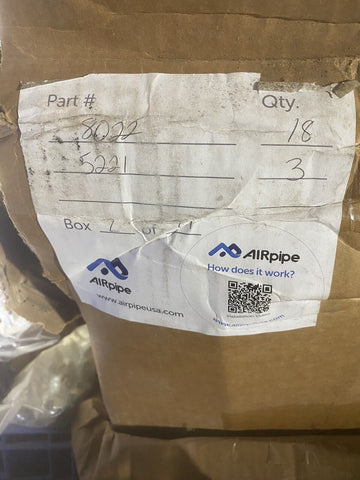 Part # Qty.
8022 18
5221 3
Box of
AIRpipe
How does it work?
AIRpipe
www.airpipeusa.com